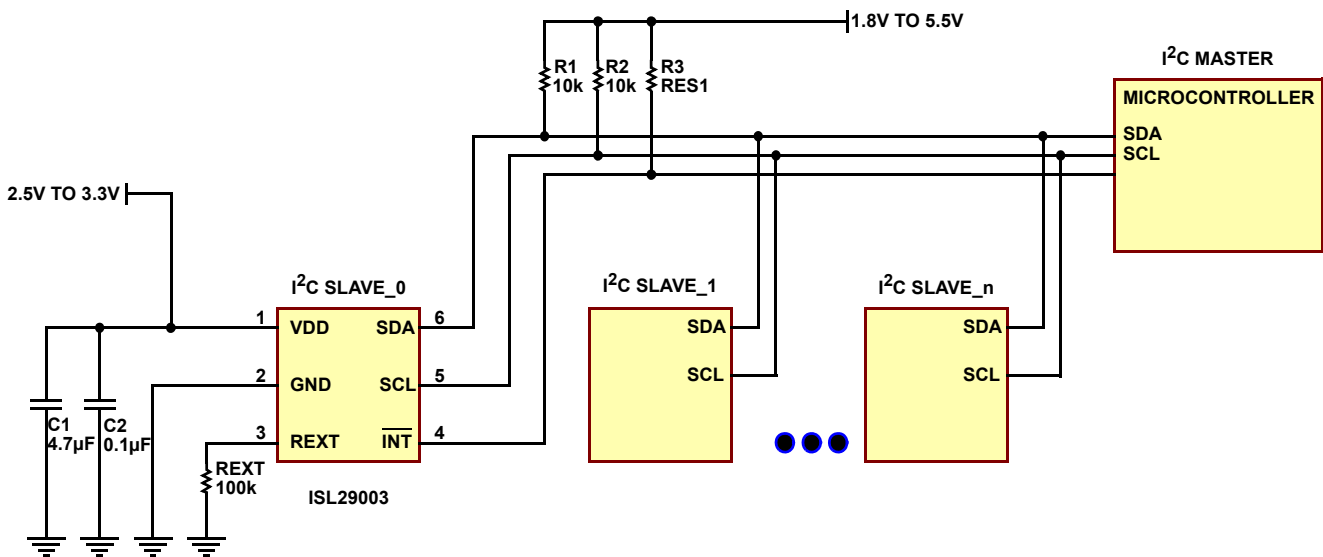 1.8V TO 5.5V
R1
10k
R2
10k
R3
RES1
I²C MASTER
MICROCONTROLLER
SDA
SCL
2.5V TO 3.3V
I²C SLAVE_0
1
VDD
SDA
6
2
GND
SCL
5
3
REXT
INT
4
ISL29003
C1
4.7µF
C2
0.1µF
REXT
100k
I²C SLAVE_1
SDA
SCL
I²C SLAVE_n
SDA
SCL